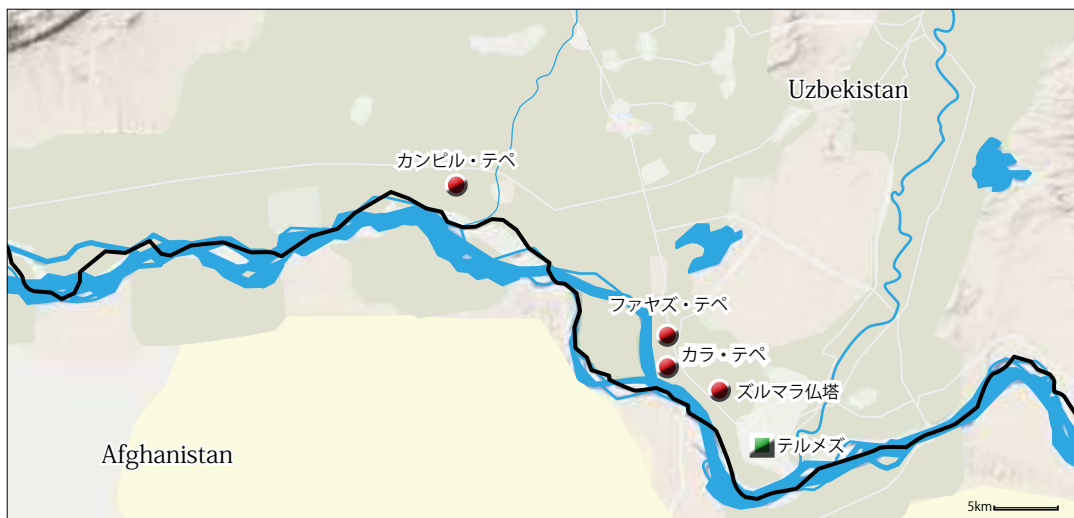 Uzbekistan
カンピル・テペ
ファヤズ・テペ
カラ・テペ
ズルマラ仏塔
テルメズ
Afghanistan
5km